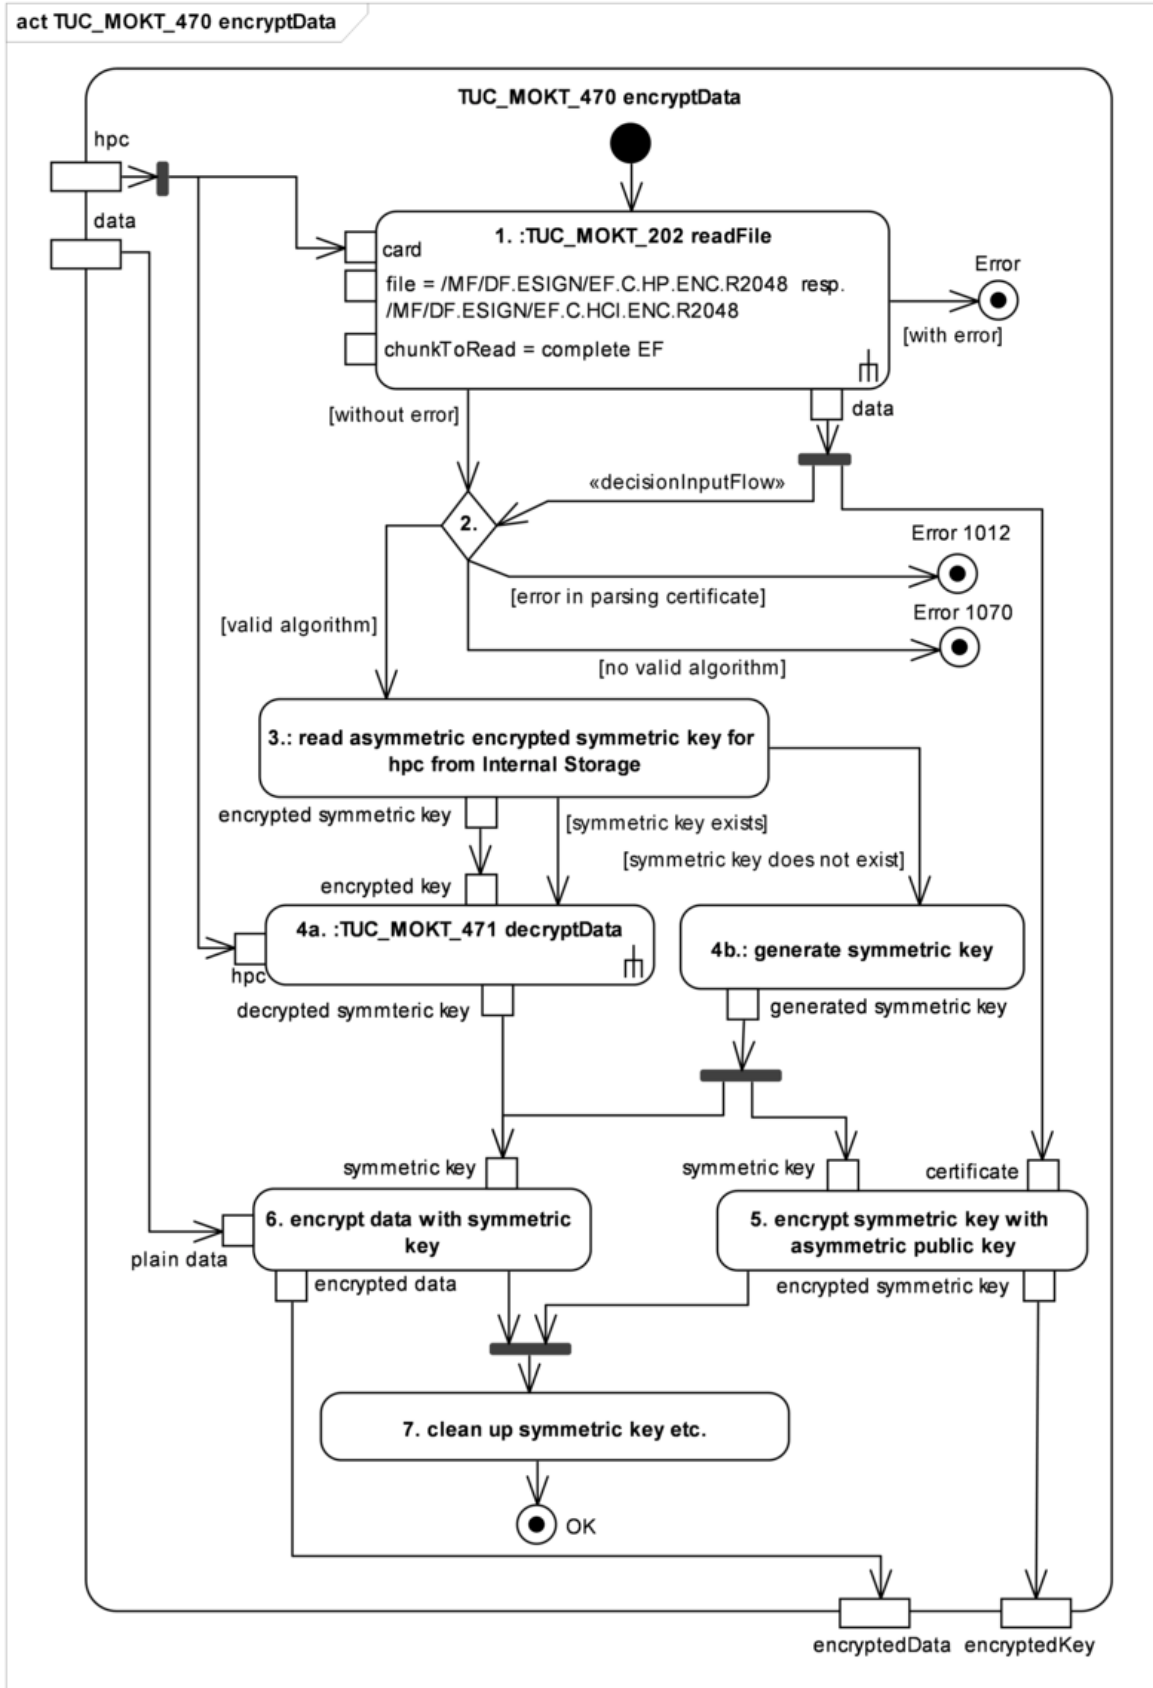 act TUC_MOKT_470 encryptData
TUC_MOKT_470 encryptData
hpc
data
1. :TUC_MOKT_202 readFile
card
file = /MF/DF.ESIGN/EF.C.HP.ENC.R2048 resp.
/MF/DF.ESIGN/EF.C.HCI.ENC.R2048
chunkToRead = complete EF
Error
[with error]
[without error]
data
«decisionInputFlow»
2.
Error 1012
[error in parsing certificate]
Error 1070
[valid algorithm]
[no valid algorithm]
3.: read asymmetric encrypted symmetric key for
hpc from Internal Storage
encrypted symmetric key
[symmetric key exists]
[symmetric key does not exist]
encrypted key
4a. :TUC_MOKT_471 decryptData
hpc
4b.: generate symmetric key
decrypted symmteric key
generated symmetric key
symmetric key
symmetric key
certificate
6. encrypt data with symmetric
key
5. encrypt symmetric key with
asymmetric public key
plain data
encrypted data
encrypted symmetric key
7. clean up symmetric key etc.
OK
encryptedData
encryptedKey